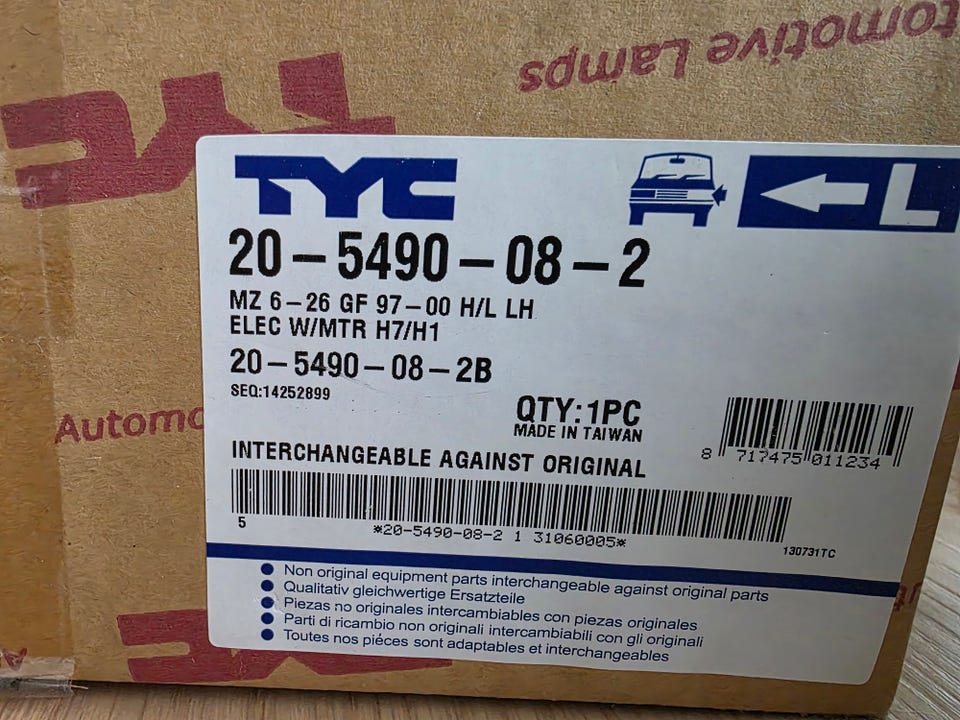 Automotive Lamps
TYC
TYC
L
20-5490-08-2
MZ 6-26 GF 97-00 H/L LH
ELEC W/MTR H7/H1
20-5490-08-2B
SEQ:14252899
QTY:1PC
MADE IN TAIWAN
8 717475 011234
Automo
INTERCHANGEABLE AGAINST ORIGINAL
5
*20-5490-08-2 1 31060005*
130731TC
Non original equipment parts interchangeable against original parts
Qualitativ gleichwertige Ersatzteile
Piezas no originales intercambiables con piezas originales
Parti di ricambio non originali intercambiabili con gli originali
Toutes nos piéces sont adaptables et interchangeables